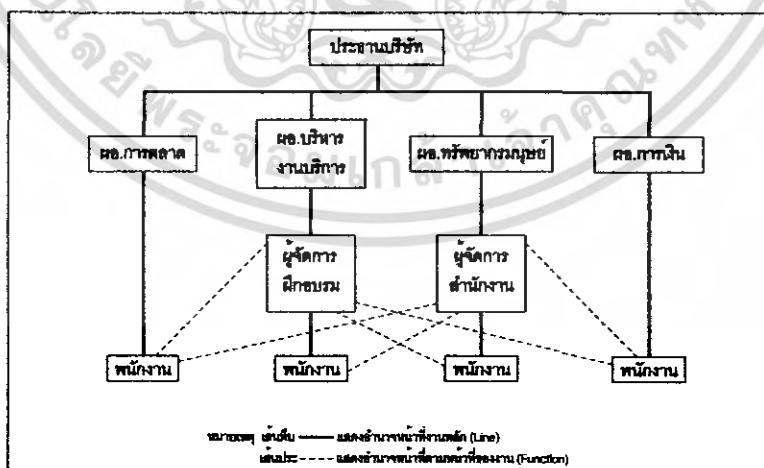 ประธานบริษัท
ผอ.การตลาด
ผอ.บริหาร
งานบริการ
ผอ.ทรัพยากรมนุษย์
ผอ.การเงิน
ผู้จัดการ
ฝึกอบรม
ผู้จัดการ
สำนักงาน
พนักงาน
พนักงาน
พนักงาน
พนักงาน
หมายเหตุ เส้นทึบ แสดงอำนาจหน้าที่งานหลัก (Line)
เส้นประ แสดงอำนาจหน้าที่ตามหน้าที่ของงาน (Function)